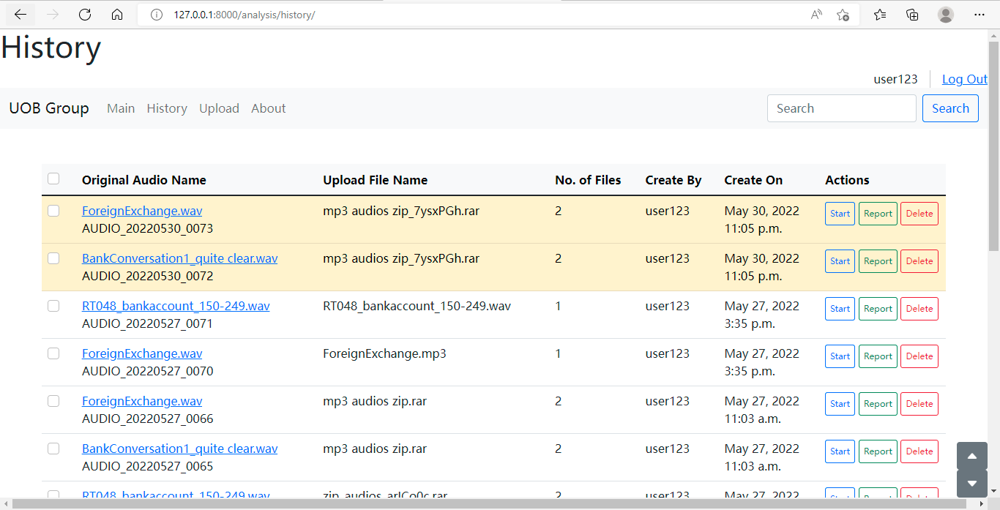 127.0.0.1:8000/analysis/history/
History
user123 Log Out
UOB Group Main History Upload About Search Search
Original Audio Name Upload File Name No. of Files Create By Create On Actions
ForeignExchange.wav mp3 audios zip_7ysxPGh.rar 2 user123 May 30, 2022 Start Report Delete
AUDIO_20220530_0073 11:05 p.m.
BankConversation1_quite clear.wav mp3 audios zip_7ysxPGh.rar 2 user123 May 30, 2022 Start Report Delete
AUDIO_20220530_0072 11:05 p.m.
RT048_bankaccount_150-249.wav RT048_bankaccount_150-249.wav 1 user123 May 27, 2022 Start Report Delete
AUDIO_20220527_0071 3:35 p.m.
ForeignExchange.wav ForeignExchange.mp3 1 user123 May 27, 2022 Start Report Delete
AUDIO_20220527_0070 3:35 p.m.
ForeignExchange.wav mp3 audios zip.rar 2 user123 May 27, 2022 Start Report Delete
AUDIO_20220527_0066 11:03 a.m.
BankConversation1_quite clear.wav mp3 audios zip.rar 2 user123 May 27, 2022 Start Report Delete
AUDIO_20220527_0065 11:03 a.m.
RT048_bankaccount_150-249.wav 2 user123 May 27, 2022 Start Report Delete